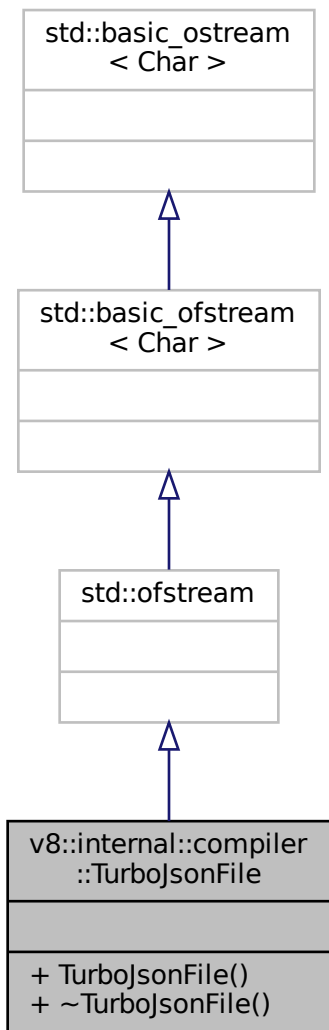 std::basic_ostream
< Char >
std::basic_ofstream
< Char >
std::ofstream
v8::internal::compiler
::TurboJsonFile
+ TurboJsonFile()
+ ~TurboJsonFile()